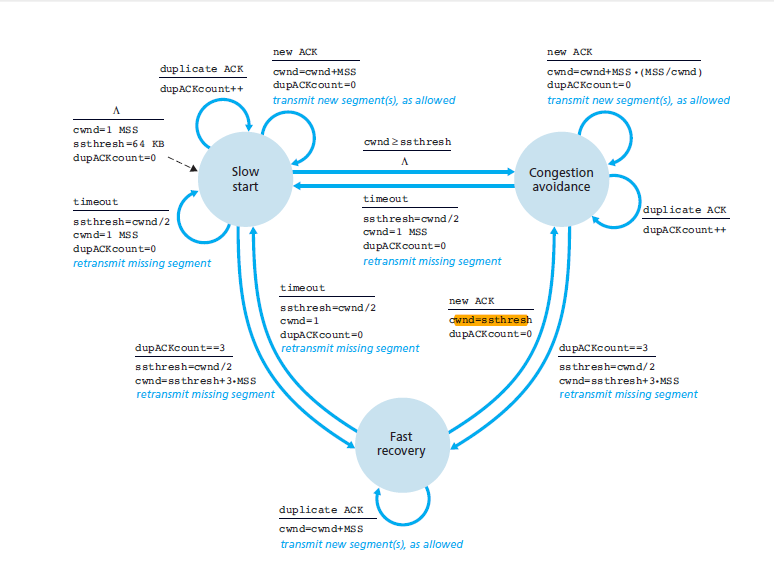 new ACK
cwnd=cwnd+MSS
dupACKcount=0
transmit new segment(s), as allowed
new ACK
cwnd=cwnd+MSS•(MSS/cwnd)
dupACKcount=0
transmit new segment(s), as allowed
duplicate ACK
dupACKcount++
Λ
cwnd=1 MSS
ssthresh=64 KB
dupACKcount=0
cwnd≥ssthresh
Λ
Slow
start
Congestion
avoidance
timeout
ssthresh=cwnd/2
cwnd=1 MSS
dupACKcount=0
retransmit missing segment
timeout
ssthresh=cwnd/2
cwnd=1 MSS
dupACKcount=0
retransmit missing segment
duplicate ACK
dupACKcount++
timeout
ssthresh=cwnd/2
cwnd=1
dupACKcount=0
retransmit missing segment
new ACK
cwnd=ssthresh
dupACKcount=0
dupACKcount==3
ssthresh=cwnd/2
cwnd=ssthresh+3•MSS
retransmit missing segment
dupACKcount==3
ssthresh=cwnd/2
cwnd=ssthresh+3•MSS
retransmit missing segment
Fast
recovery
duplicate ACK
cwnd=cwnd+MSS
transmit new segment(s), as allowed